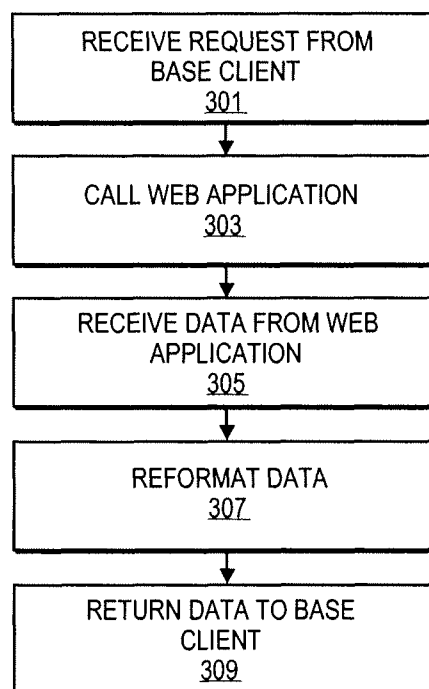 RECEIVE REQUEST FROM
BASE CLIENT
301
CALL WEB APPLICATION
303
RECEIVE DATA FROM WEB
APPLICATION
305
REFORMAT DATA
307
RETURN DATA TO BASE
CLIENT
309